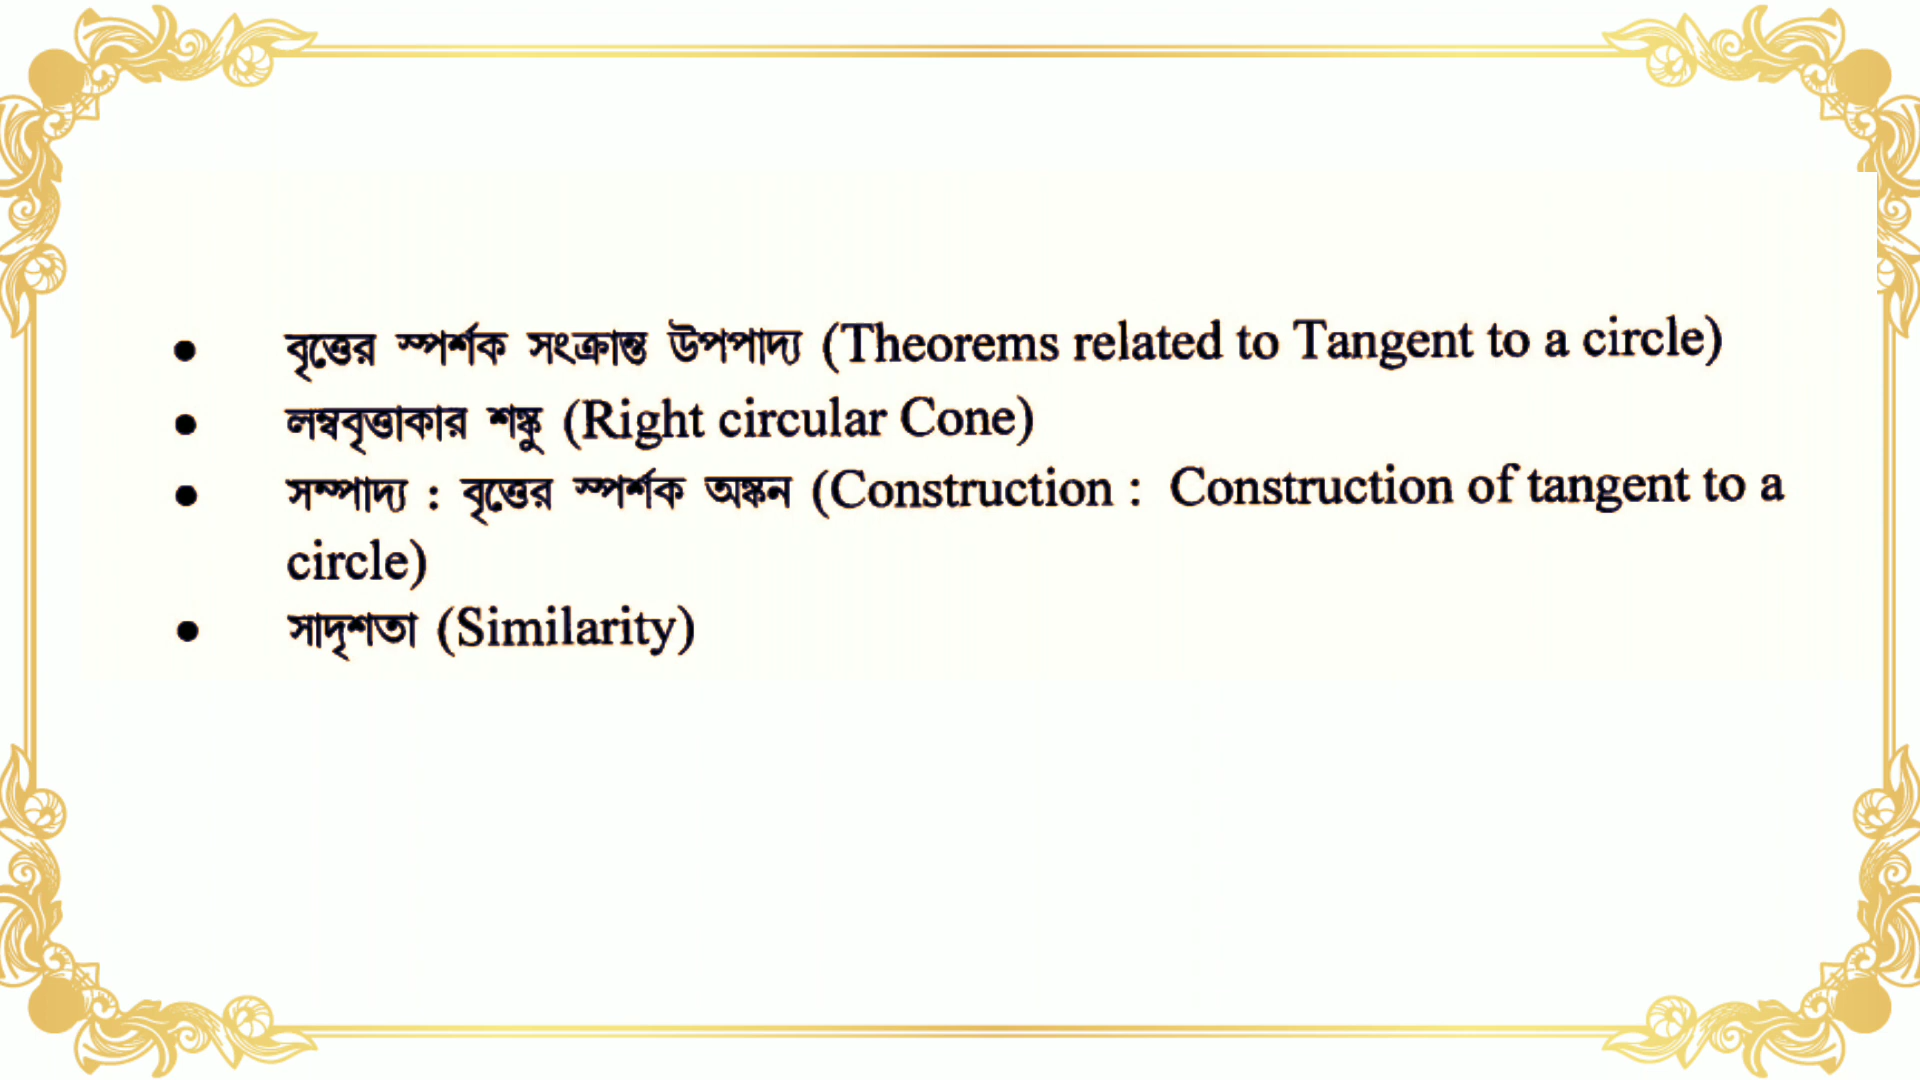 • বৃত্তের স্পর্শক সংক্রান্ত উপপাদ্য (Theorems related to Tangent to a circle)
• লম্ববৃত্তাকার শঙ্কু (Right circular Cone)
• সম্পাদ্য : বৃত্তের স্পর্শক অঙ্কন (Construction : Construction of tangent to a
circle)
• সাদৃশতা (Similarity)